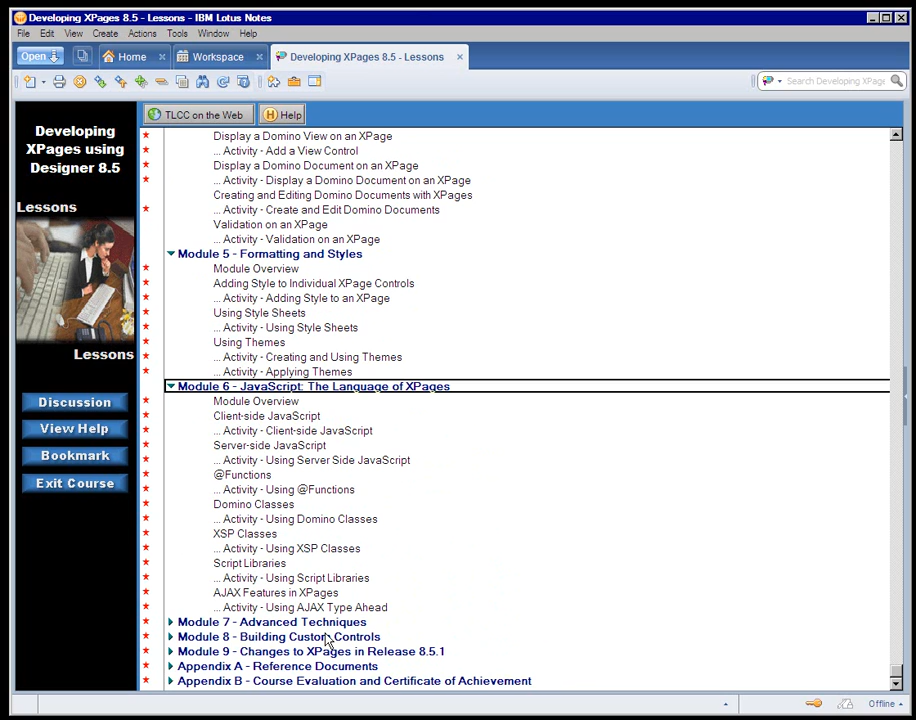 Developing XPages 8.5 - Lessons - IBM Lotus Notes
File Edit View Create Actions Tools Window Help
Open Home Workspace Developing XPages 8.5 - Lessons
Search Developing XPage
TLCC on the Web Help
Developing
XPages using
Designer 8.5
Lessons
Lessons
Discussion
View Help
Bookmark
Exit Course
Display a Domino View on an XPage
... Activity - Add a View Control
Display a Domino Document on an XPage
... Activity - Display a Domino Document on an XPage
Creating and Editing Domino Documents with XPages
... Activity - Create and Edit Domino Documents
Validation on an XPage
... Activity - Validation on an XPage
Module 5 - Formatting and Styles
Module Overview
Adding Style to Individual XPage Controls
... Activity - Adding Style to an XPage
Using Style Sheets
... Activity - Using Style Sheets
Using Themes
... Activity - Creating and Using Themes
... Activity - Applying Themes
Module 6 - JavaScript: The Language of XPages
Module Overview
Client-side JavaScript
... Activity - Client-side JavaScript
Server-side JavaScript
... Activity - Using Server Side JavaScript
@Functions
... Activity - Using @Functions
Domino Classes
... Activity - Using Domino Classes
XSP Classes
... Activity - Using XSP Classes
Script Libraries
... Activity - Using Script Libraries
AJAX Features in XPages
... Activity - Using AJAX Type Ahead
Module 7 - Advanced Techniques
Module 8 - Building Custom Controls
Module 9 - Changes to XPages in Release 8.5.1
Appendix A - Reference Documents
Appendix B - Course Evaluation and Certificate of Achievement
Offline